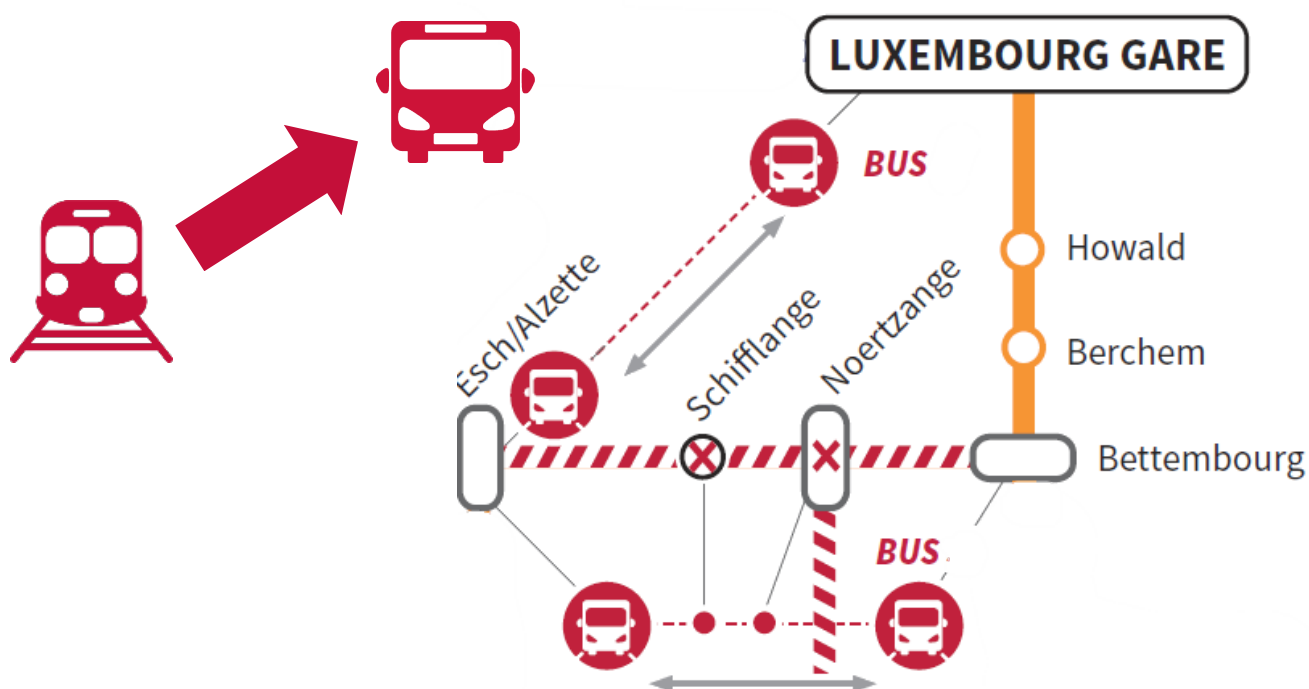 LUXEMBOURG GARE
BUS
Howald
Berchem
Esch/Alzette
Schifflange
Noertzange
Bettembourg
BUS